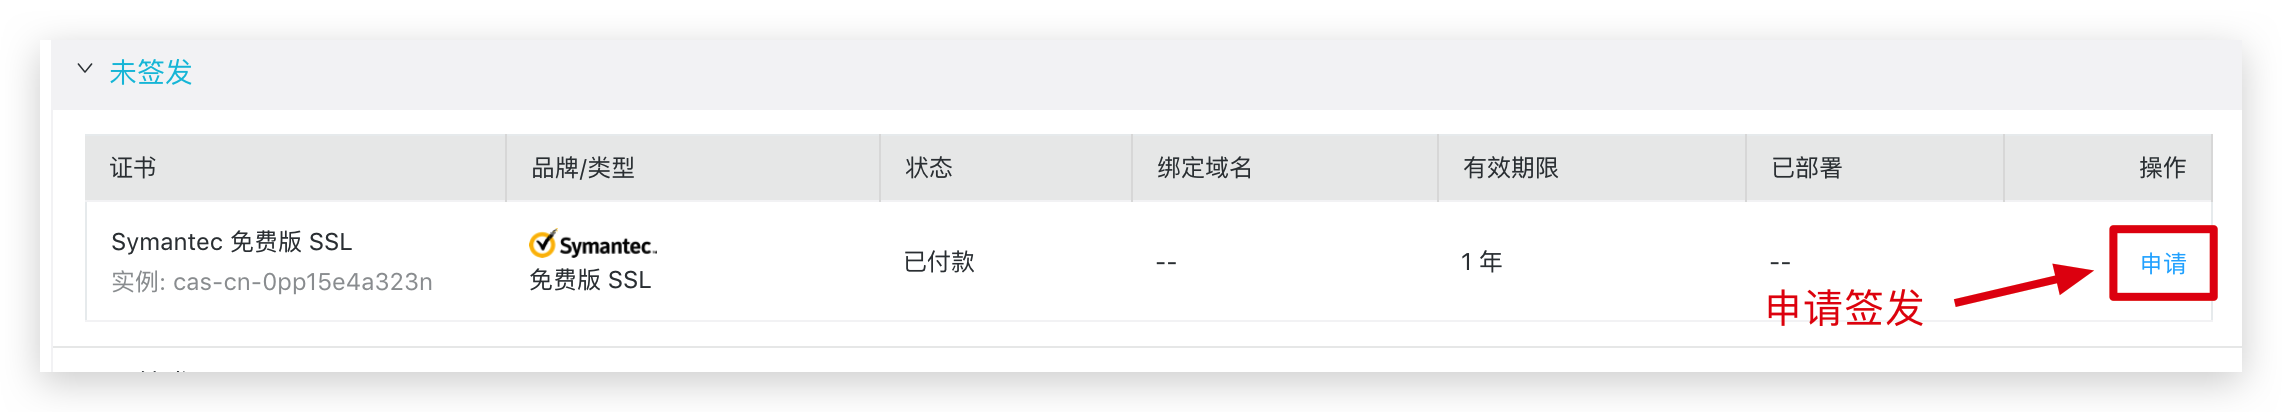 未签发
证书 品牌/类型 状态 绑定域名 有效期限 已部署 操作
Symantec 免费版 SSL
实例: cas-cn-0pp15e4a323n
Symantec.
免费版 SSL
已付款 -- 1 年 -- 申请
申请签发